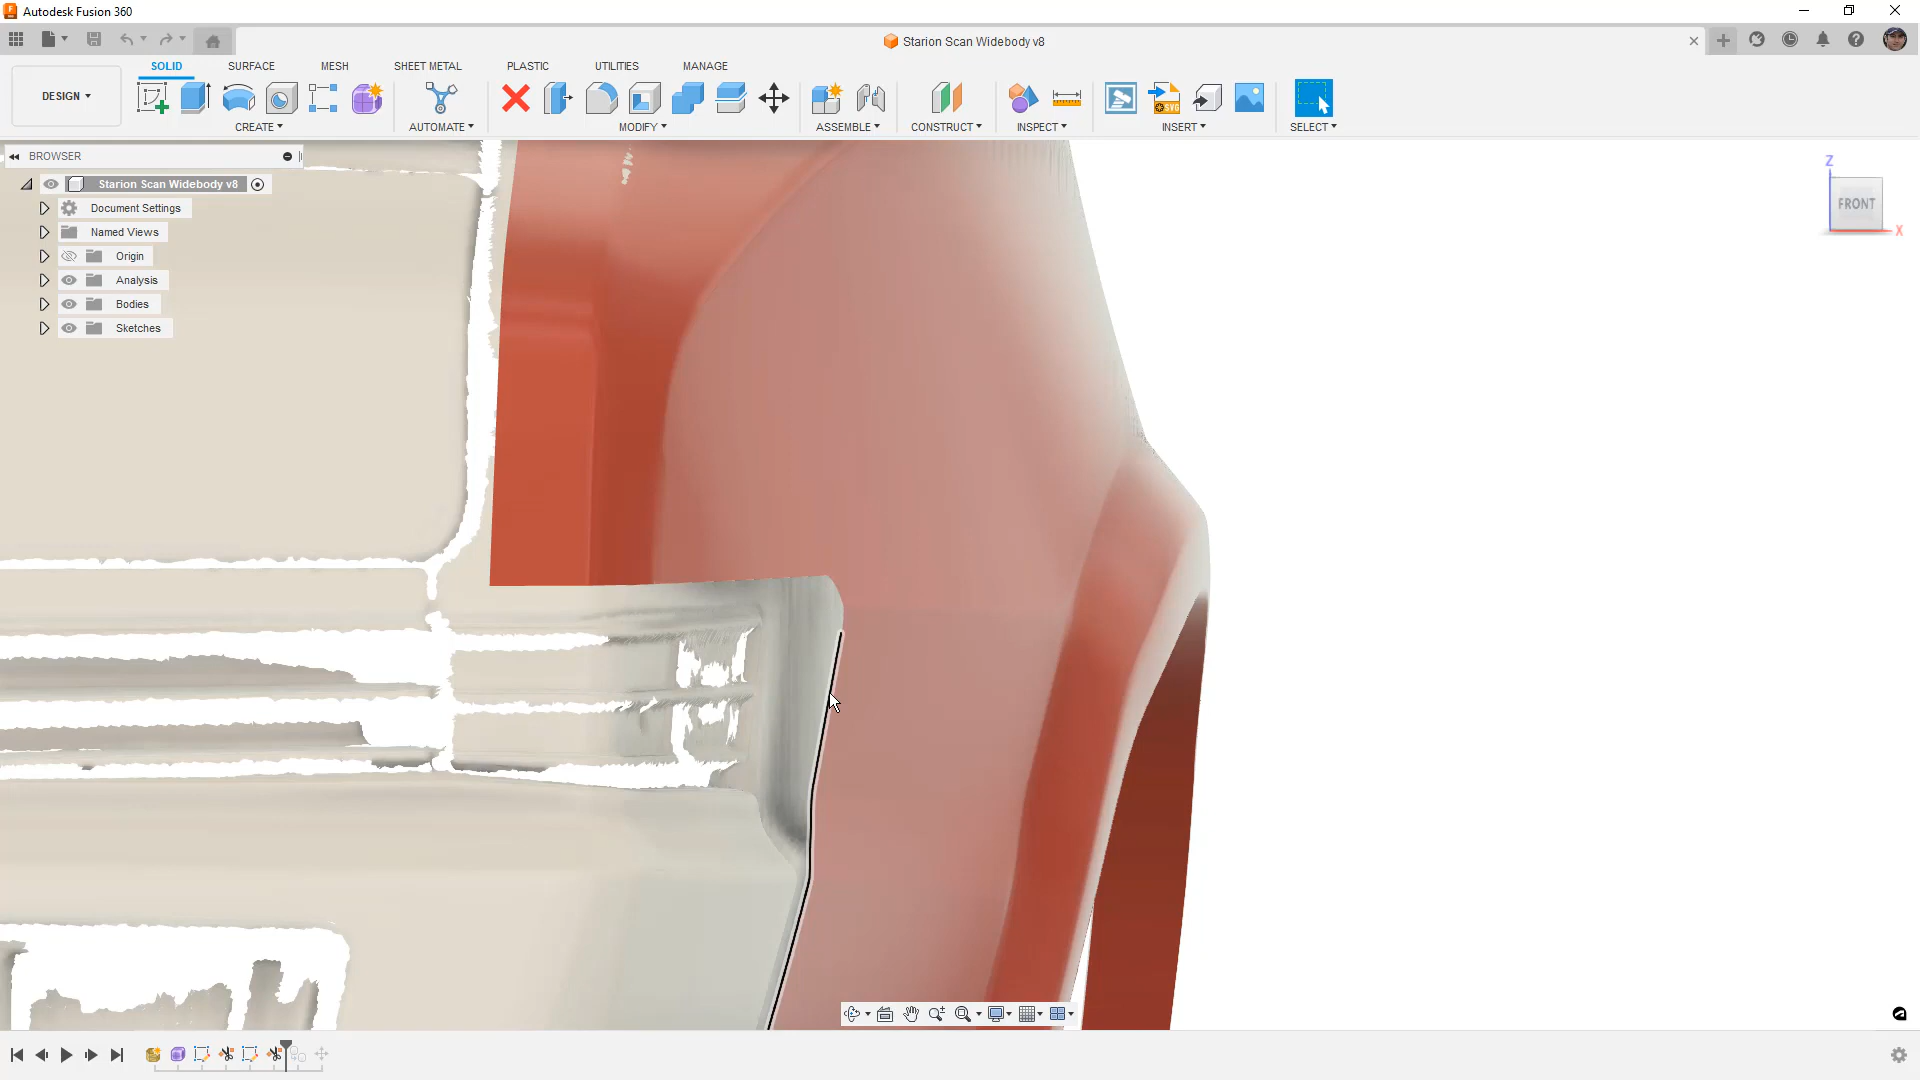 Autodesk Fusion 360
Starion Scan Widebody v8
DESIGN
SOLID
SURFACE
MESH
SHEET METAL
PLASTIC
UTILITIES
MANAGE
CREATE
AUTOMATE
MODIFY
ASSEMBLE
CONSTRUCT
INSPECT
INSERT
SELECT
SVG
BROWSER
Starion Scan Widebody v8
Document Settings
Named Views
Origin
Analysis
Bodies
Sketches
Z
FRONT
X